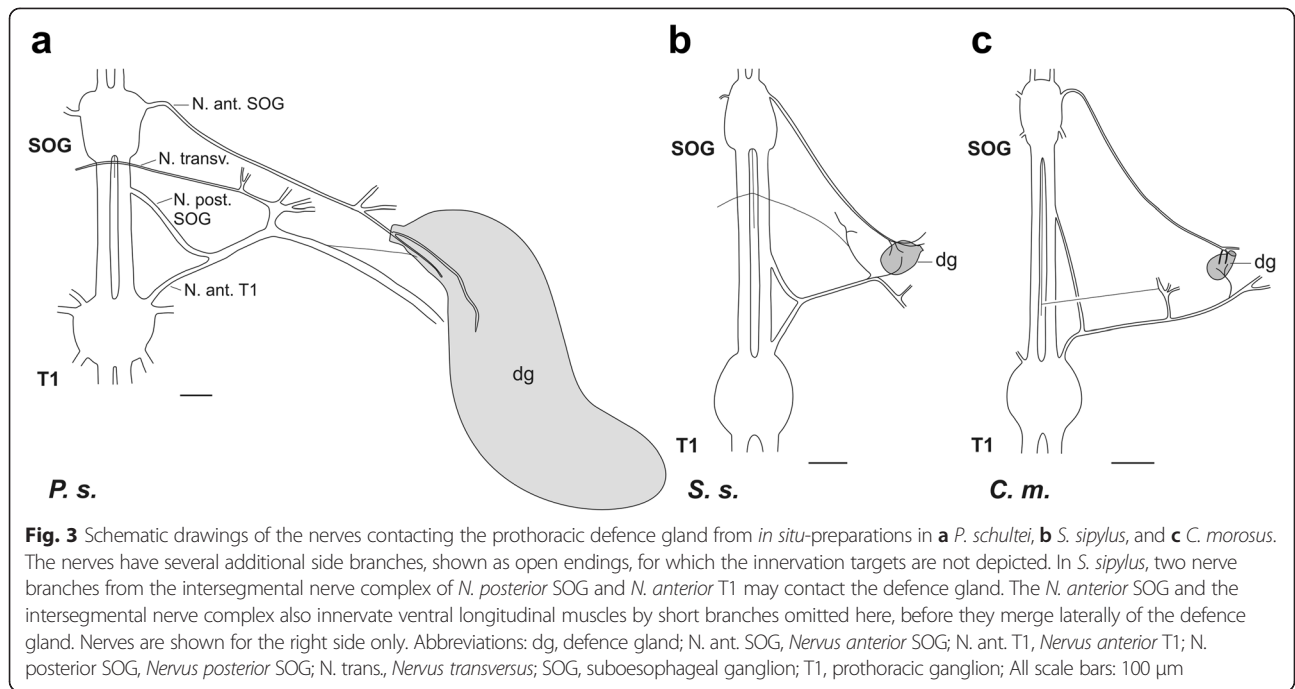 a
b
c
N. ant. SOG
SOG
SOG
SOG
N. transv.
N. post.
SOG
dg
dg
N. ant. T1
dg
T1
T1
T1
P. s.
S. s.
C. m.
Fig. 3 Schematic drawings of the nerves contacting the prothoracic defence gland from in situ-preparations in a P. schultei, b S. sipylus, and c C. morosus.
The nerves have several additional side branches, shown as open endings, for which the innervation targets are not depicted. In S. sipylus, two nerve
branches from the intersegmental nerve complex of N. posterior SOG and N. anterior T1 may contact the defence gland. The N. anterior SOG and the
intersegmental nerve complex also innervate ventral longitudinal muscles by short branches omitted here, before they merge laterally of the defence
gland. Nerves are shown for the right side only. Abbreviations: dg, defence gland; N. ant. SOG, Nervus anterior SOG; N. ant. T1, Nervus anterior T1; N.
posterior SOG, Nervus posterior SOG; N. trans., Nervus transversus; SOG, suboesophageal ganglion; T1, prothoracic ganglion; All scale bars: 100 μm